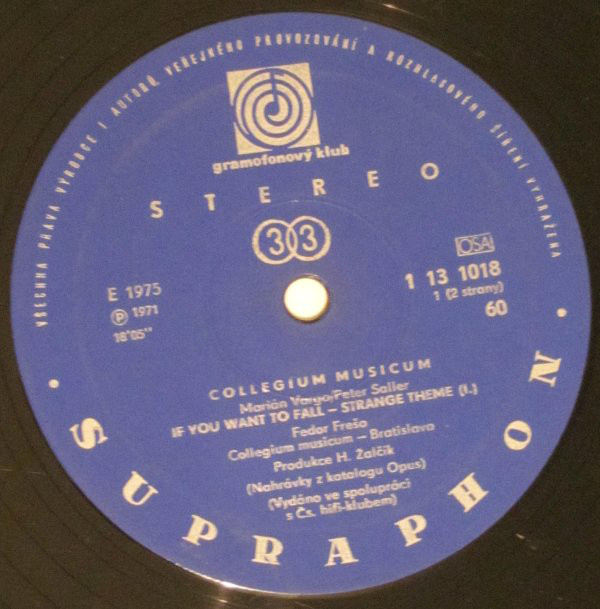 VŠECHNA PRÁVA VÝROBCE I AUTORŮ, VEŘEJNÉHO PROVOZOVÁNÍ A ROZHLASOVÉHO ŠÍŘENÍ VYHRAZENA
gramofonový klub
STEREO
33
OSA
E 1975
℗ 1971
18'05"
1 13 1018
1 (2 strany)
60
COLLEGIUM MUSICUM
Marián Varga/Peter Saller
IF YOU WANT TO FALL – STRANGE THEME (I.)
Fedor Frešo
Collegium musicum – Bratislava
Produkce H. Žalčík
(Nahrávky z katalogu Opus)
(Vydáno ve spolupráci
s Čs. hifi-klubem)
• SUPRAPHON •